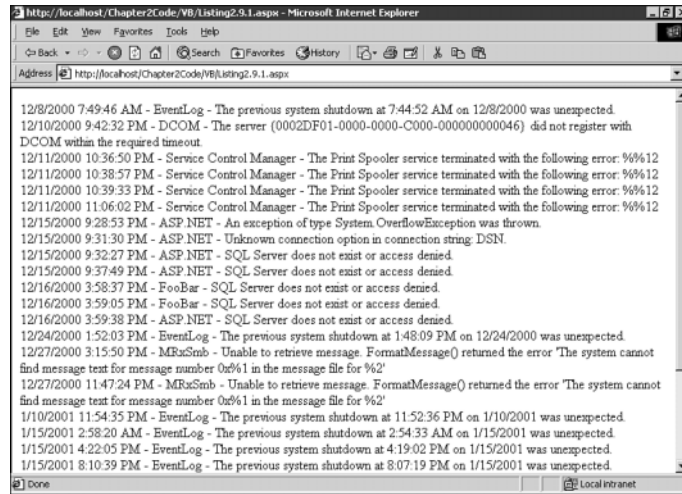 http://localhost/Chapter2Code/VB/Listing2.9.1.aspx - Microsoft Internet Explorer
File Edit View Favorites Tools Help
Back Search Favorites History
Address http://localhost/Chapter2Code/VB/Listing2.9.1.aspx
12/8/2000 7:49:46 AM - EventLog - The previous system shutdown at 7:44:52 AM on 12/8/2000 was unexpected.
12/10/2000 9:42:32 PM - DCOM - The server {0002DF01-0000-0000-C000-000000000046} did not register with
DCOM within the required timeout.
12/11/2000 10:36:50 PM - Service Control Manager - The Print Spooler service terminated with the following error: %%12
12/11/2000 10:38:57 PM - Service Control Manager - The Print Spooler service terminated with the following error: %%12
12/11/2000 10:39:33 PM - Service Control Manager - The Print Spooler service terminated with the following error: %%12
12/11/2000 11:06:02 PM - Service Control Manager - The Print Spooler service terminated with the following error: %%12
12/15/2000 9:28:53 PM - ASP.NET - An exception of type System.OverflowException was thrown.
12/15/2000 9:31:30 PM - ASP.NET - Unknown connection option in connection string: DSN.
12/15/2000 9:32:27 PM - ASP.NET - SQL Server does not exist or access denied.
12/15/2000 9:37:49 PM - ASP.NET - SQL Server does not exist or access denied.
12/16/2000 3:58:37 PM - FooBar - SQL Server does not exist or access denied.
12/16/2000 3:59:05 PM - FooBar - SQL Server does not exist or access denied.
12/16/2000 3:59:38 PM - ASP.NET - SQL Server does not exist or access denied.
12/24/2000 1:52:03 PM - EventLog - The previous system shutdown at 1:48:09 PM on 12/24/2000 was unexpected.
12/27/2000 3:15:50 PM - MRxSmb - Unable to retrieve message. FormatMessage() returned the error 'The system cannot
find message text for message number 0x%1 in the message file for %2'
12/27/2000 11:47:24 PM - MRxSmb - Unable to retrieve message. FormatMessage() returned the error 'The system cannot
find message text for message number 0x%1 in the message file for %2'
1/10/2001 11:54:35 PM - EventLog - The previous system shutdown at 11:52:36 PM on 1/10/2001 was unexpected.
1/15/2001 2:58:20 AM - EventLog - The previous system shutdown at 2:54:33 AM on 1/15/2001 was unexpected.
1/15/2001 4:22:05 PM - EventLog - The previous system shutdown at 4:19:02 PM on 1/15/2001 was unexpected.
1/15/2001 8:10:39 PM - EventLog - The previous system shutdown at 8:07:19 PM on 1/15/2001 was unexpected.
Done Local intranet